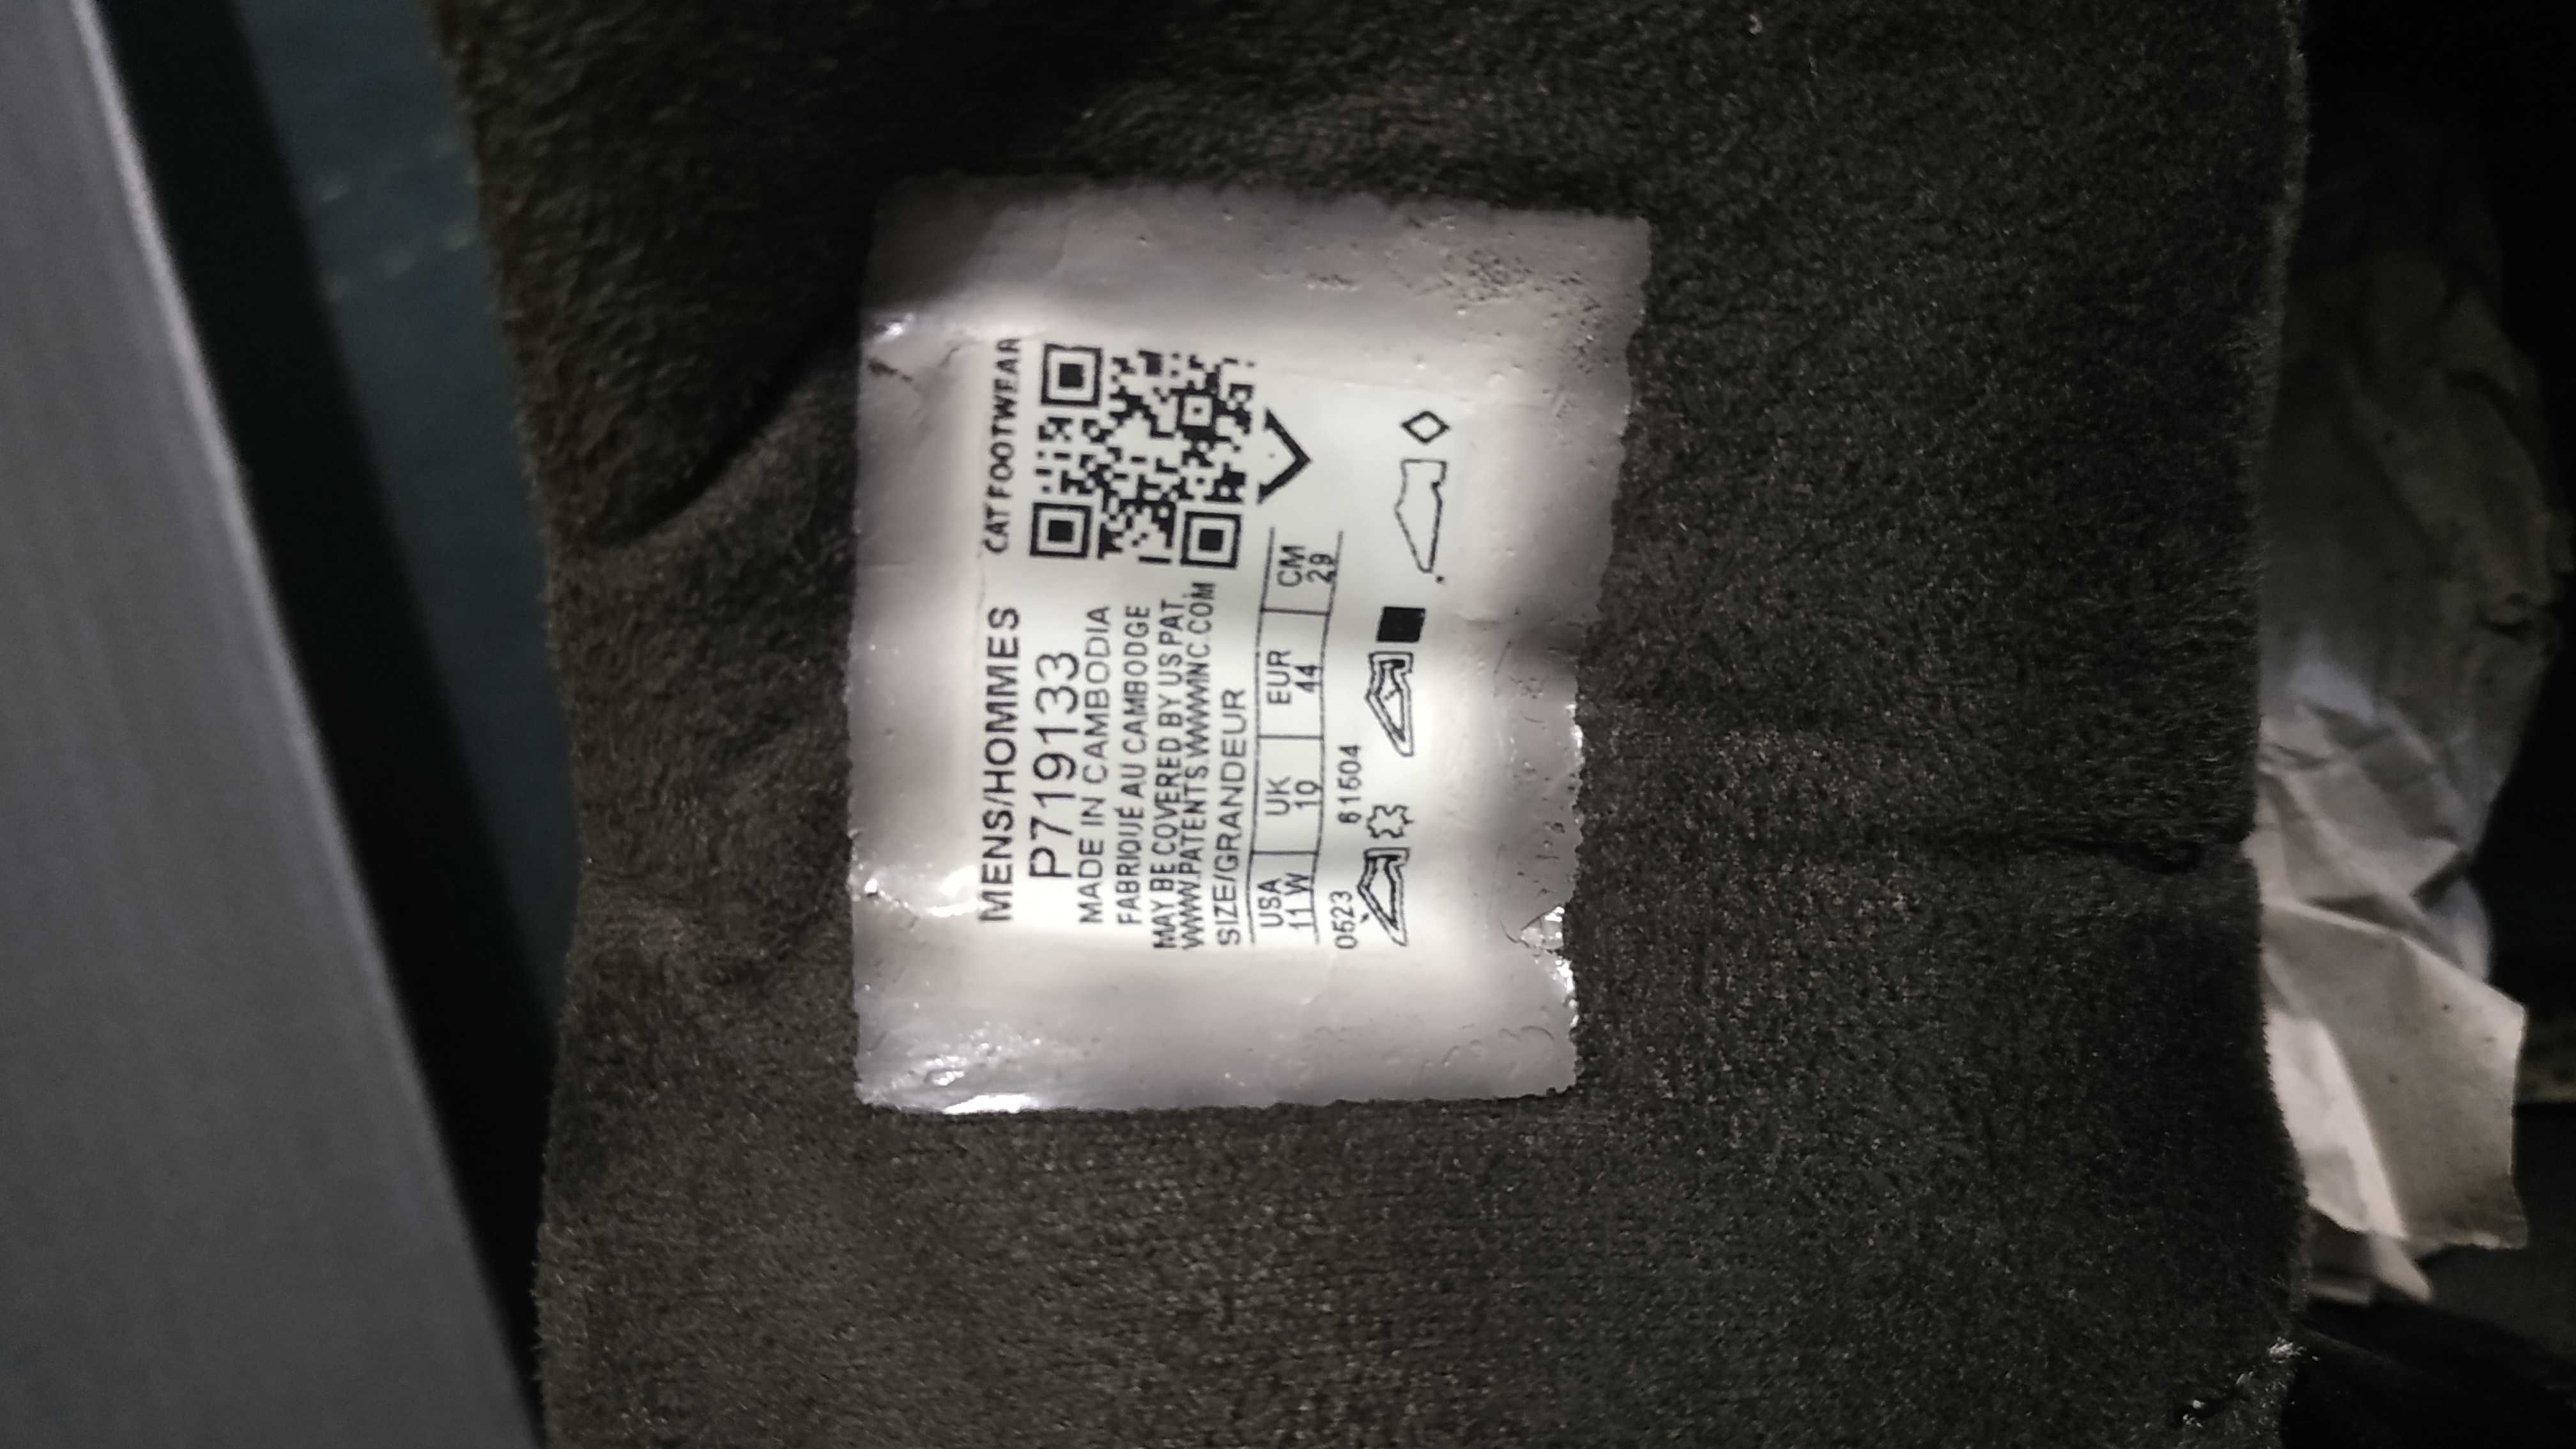 MENS/HOMMES CAT FOOTWEAR
P719133
MADE IN CAMBODIA
FABRIQUÉ AU CAMBODGE
MAY BE COVERED BY US PAT
WWW.PATENTS.WWWINC.COM
SIZE/GRANDEUR
USA UK EUR CM
11 W 10 44 29
0523 61504